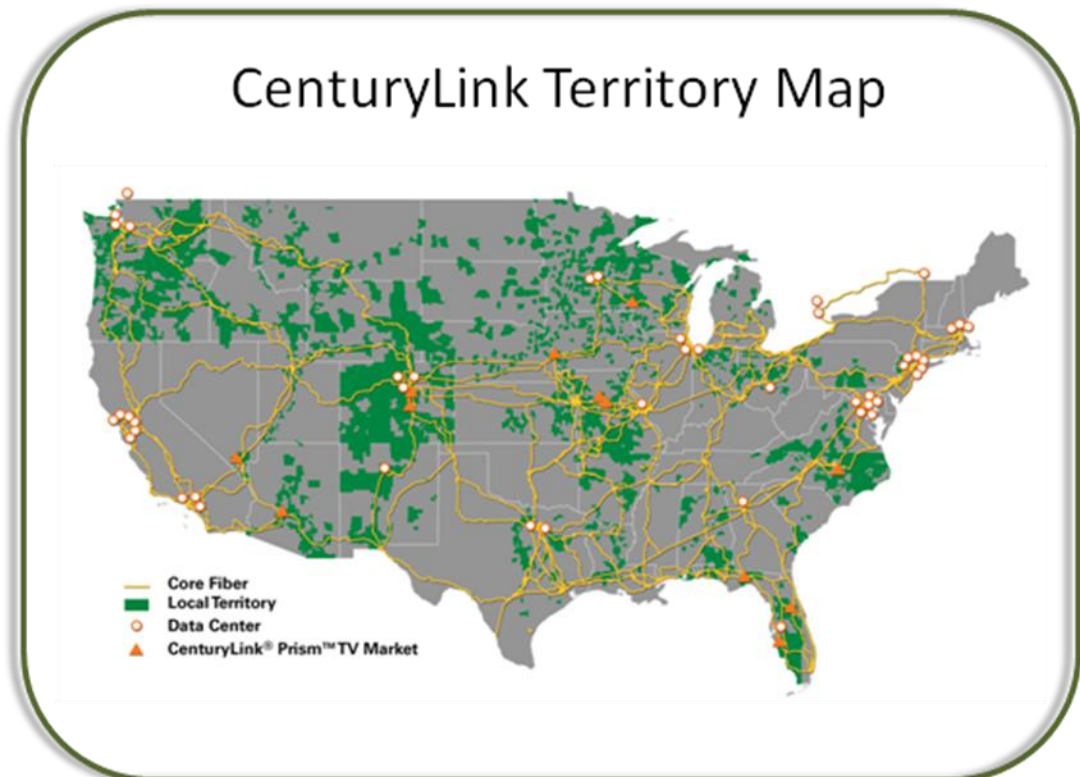 CenturyLink Territory Map
Core Fiber
Local Territory
Data Center
CenturyLink® Prism™ TV Market